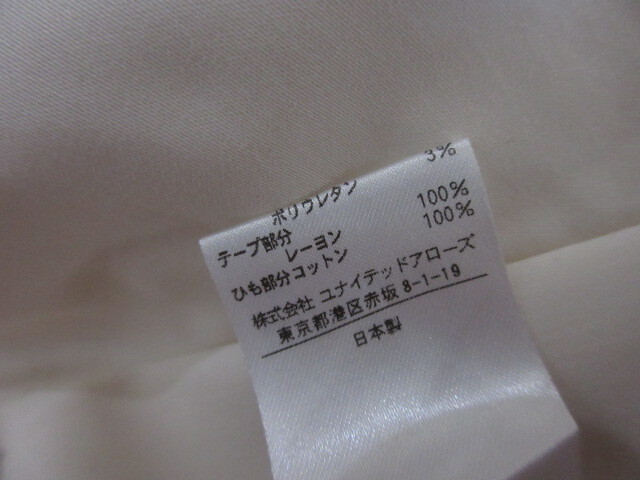 ポリウレタン 3%
テープ部分
レーヨン 100%
ひも部分コットン 100%
株式会社 ユナイテッドアローズ
東京都港区赤坂 8-1-19
日本製